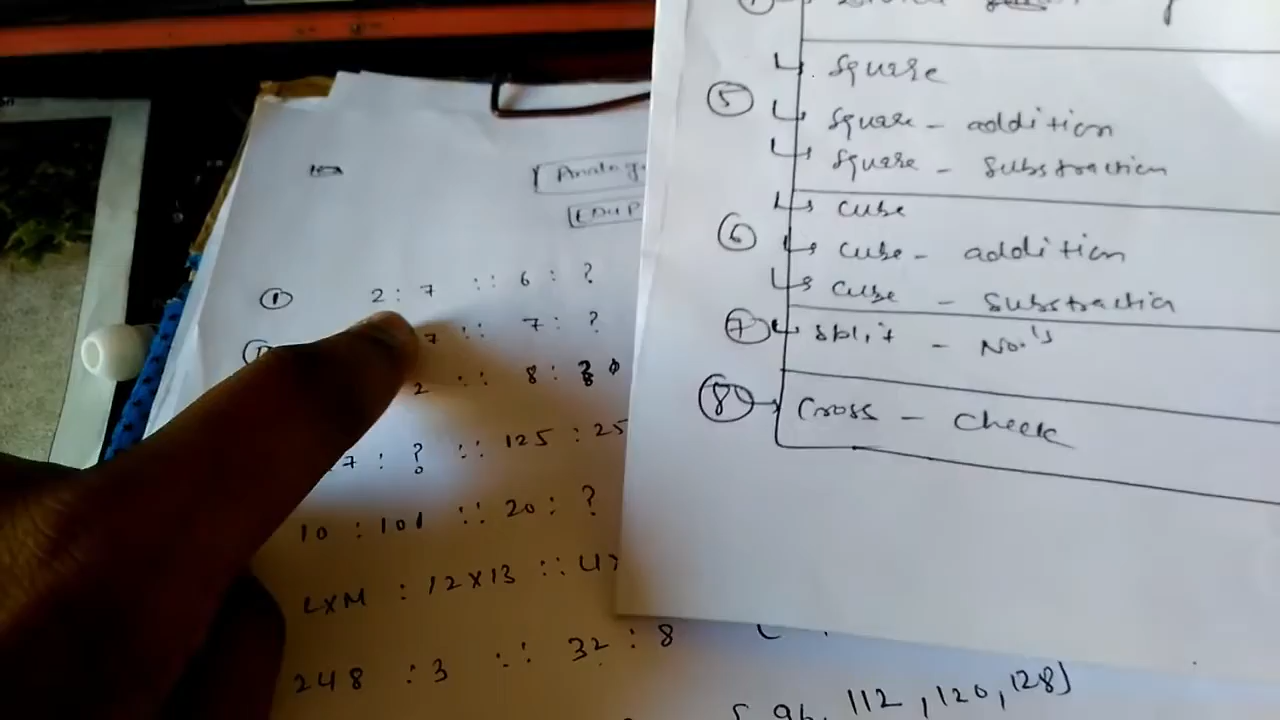 Analog
① 2 : 7 :: 6 : ?
7 :: 7 : ?
2 :: 8 :
7 : ? :: 125 : 25
10 : 101 :: 20 : ?
LXM : 12X13 :: UX
248 : 3 :: 32 : 8
96, 112, 120, 128)
square
⑤ square - addition
square - substraction
cube
⑥ cube - addition
cube - substraction
⑦ split - No.'s
⑧ Cross - Check